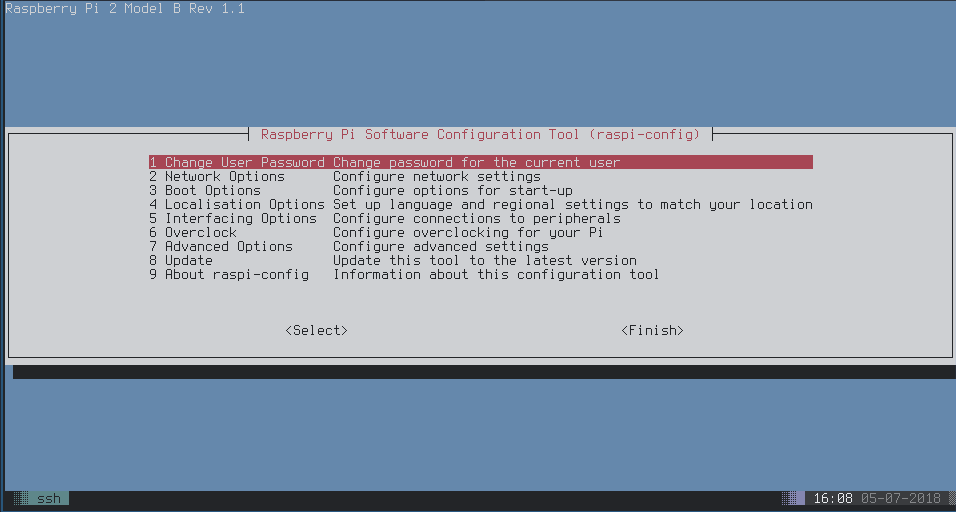 Raspberry Pi 2 Model B Rev 1.1
Raspberry Pi Software Configuration Tool (raspi-config)
1 Change User Password Change password for the current user
2 Network Options Configure network settings
3 Boot Options Configure options for start-up
4 Localisation Options Set up language and regional settings to match your location
5 Interfacing Options Configure connections to peripherals
6 Overclock Configure overclocking for your Pi
7 Advanced Options Configure advanced settings
8 Update Update this tool to the latest version
9 About raspi-config Information about this configuration tool
<Select> <Finish>
ssh 16:08 05-07-2018